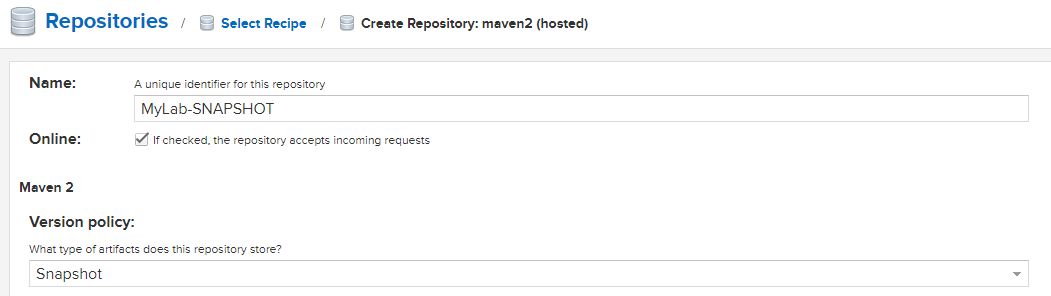 Repositories / Select Recipe / Create Repository: maven2 (hosted)
Name: A unique identifier for this repository
MyLab-SNAPSHOT
Online: If checked, the repository accepts incoming requests
Maven 2
Version policy:
What type of artifacts does this repository store?
Snapshot